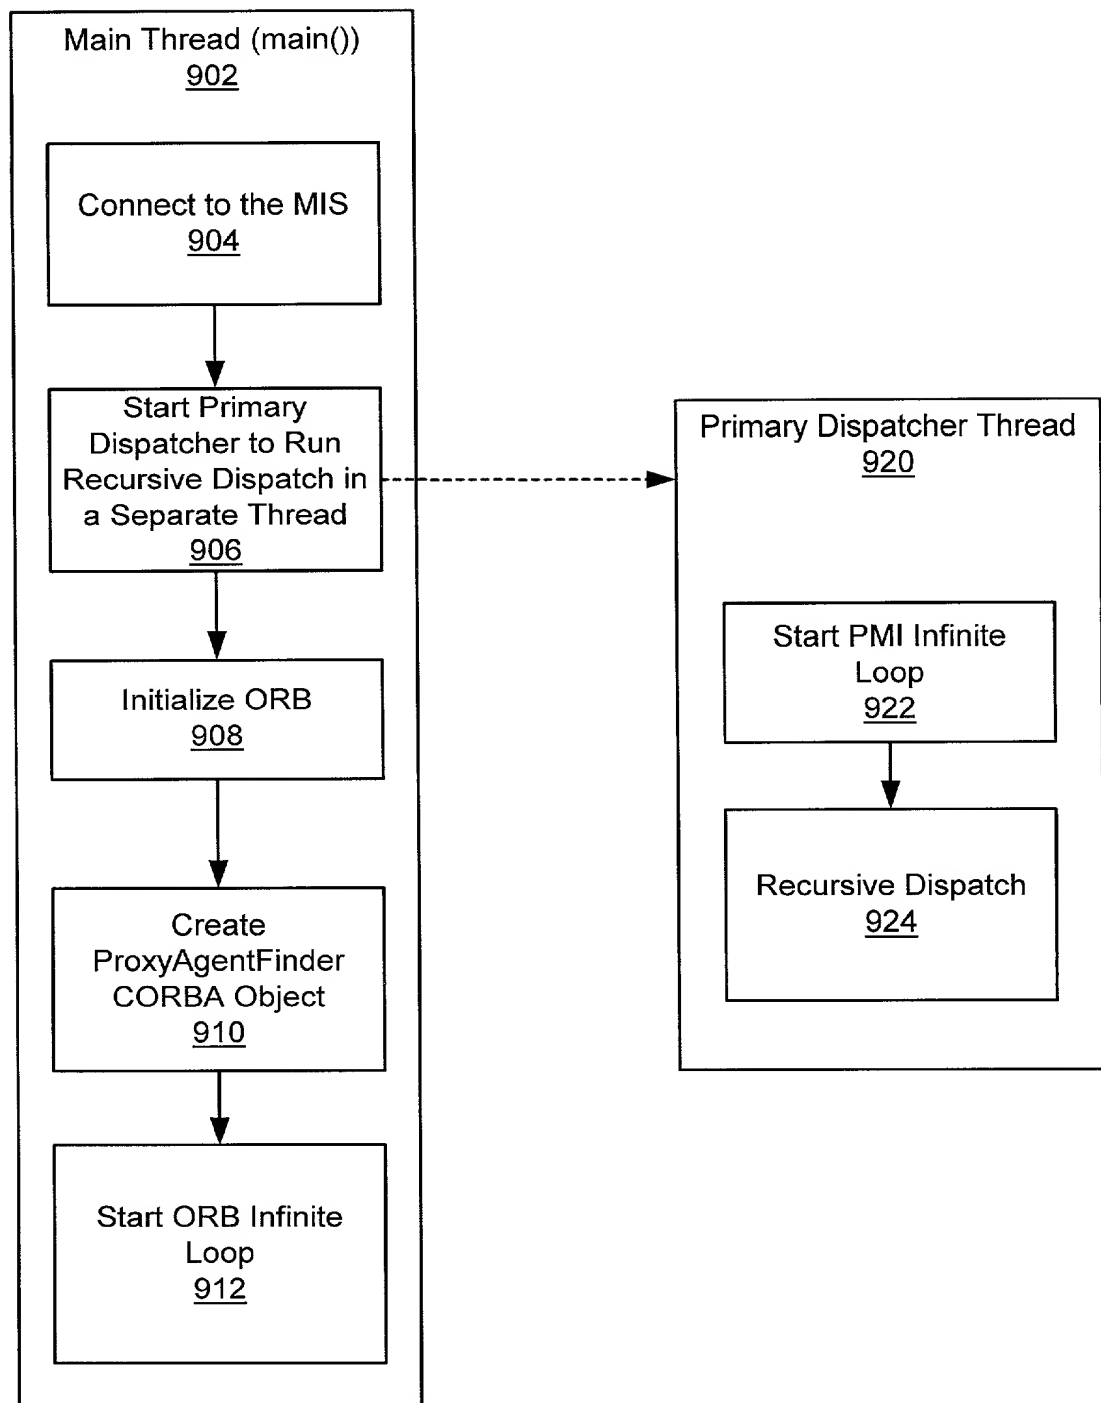 Main Thread (main())
902
Connect to the MIS
904
Start Primary
Dispatcher to Run
Recursive Dispatch in
a Separate Thread
906
Initialize ORB
908
Create
ProxyAgentFinder
CORBA Object
910
Start ORB Infinite
Loop
912
Primary Dispatcher Thread
920
Start PMI Infinite
Loop
922
Recursive Dispatch
924